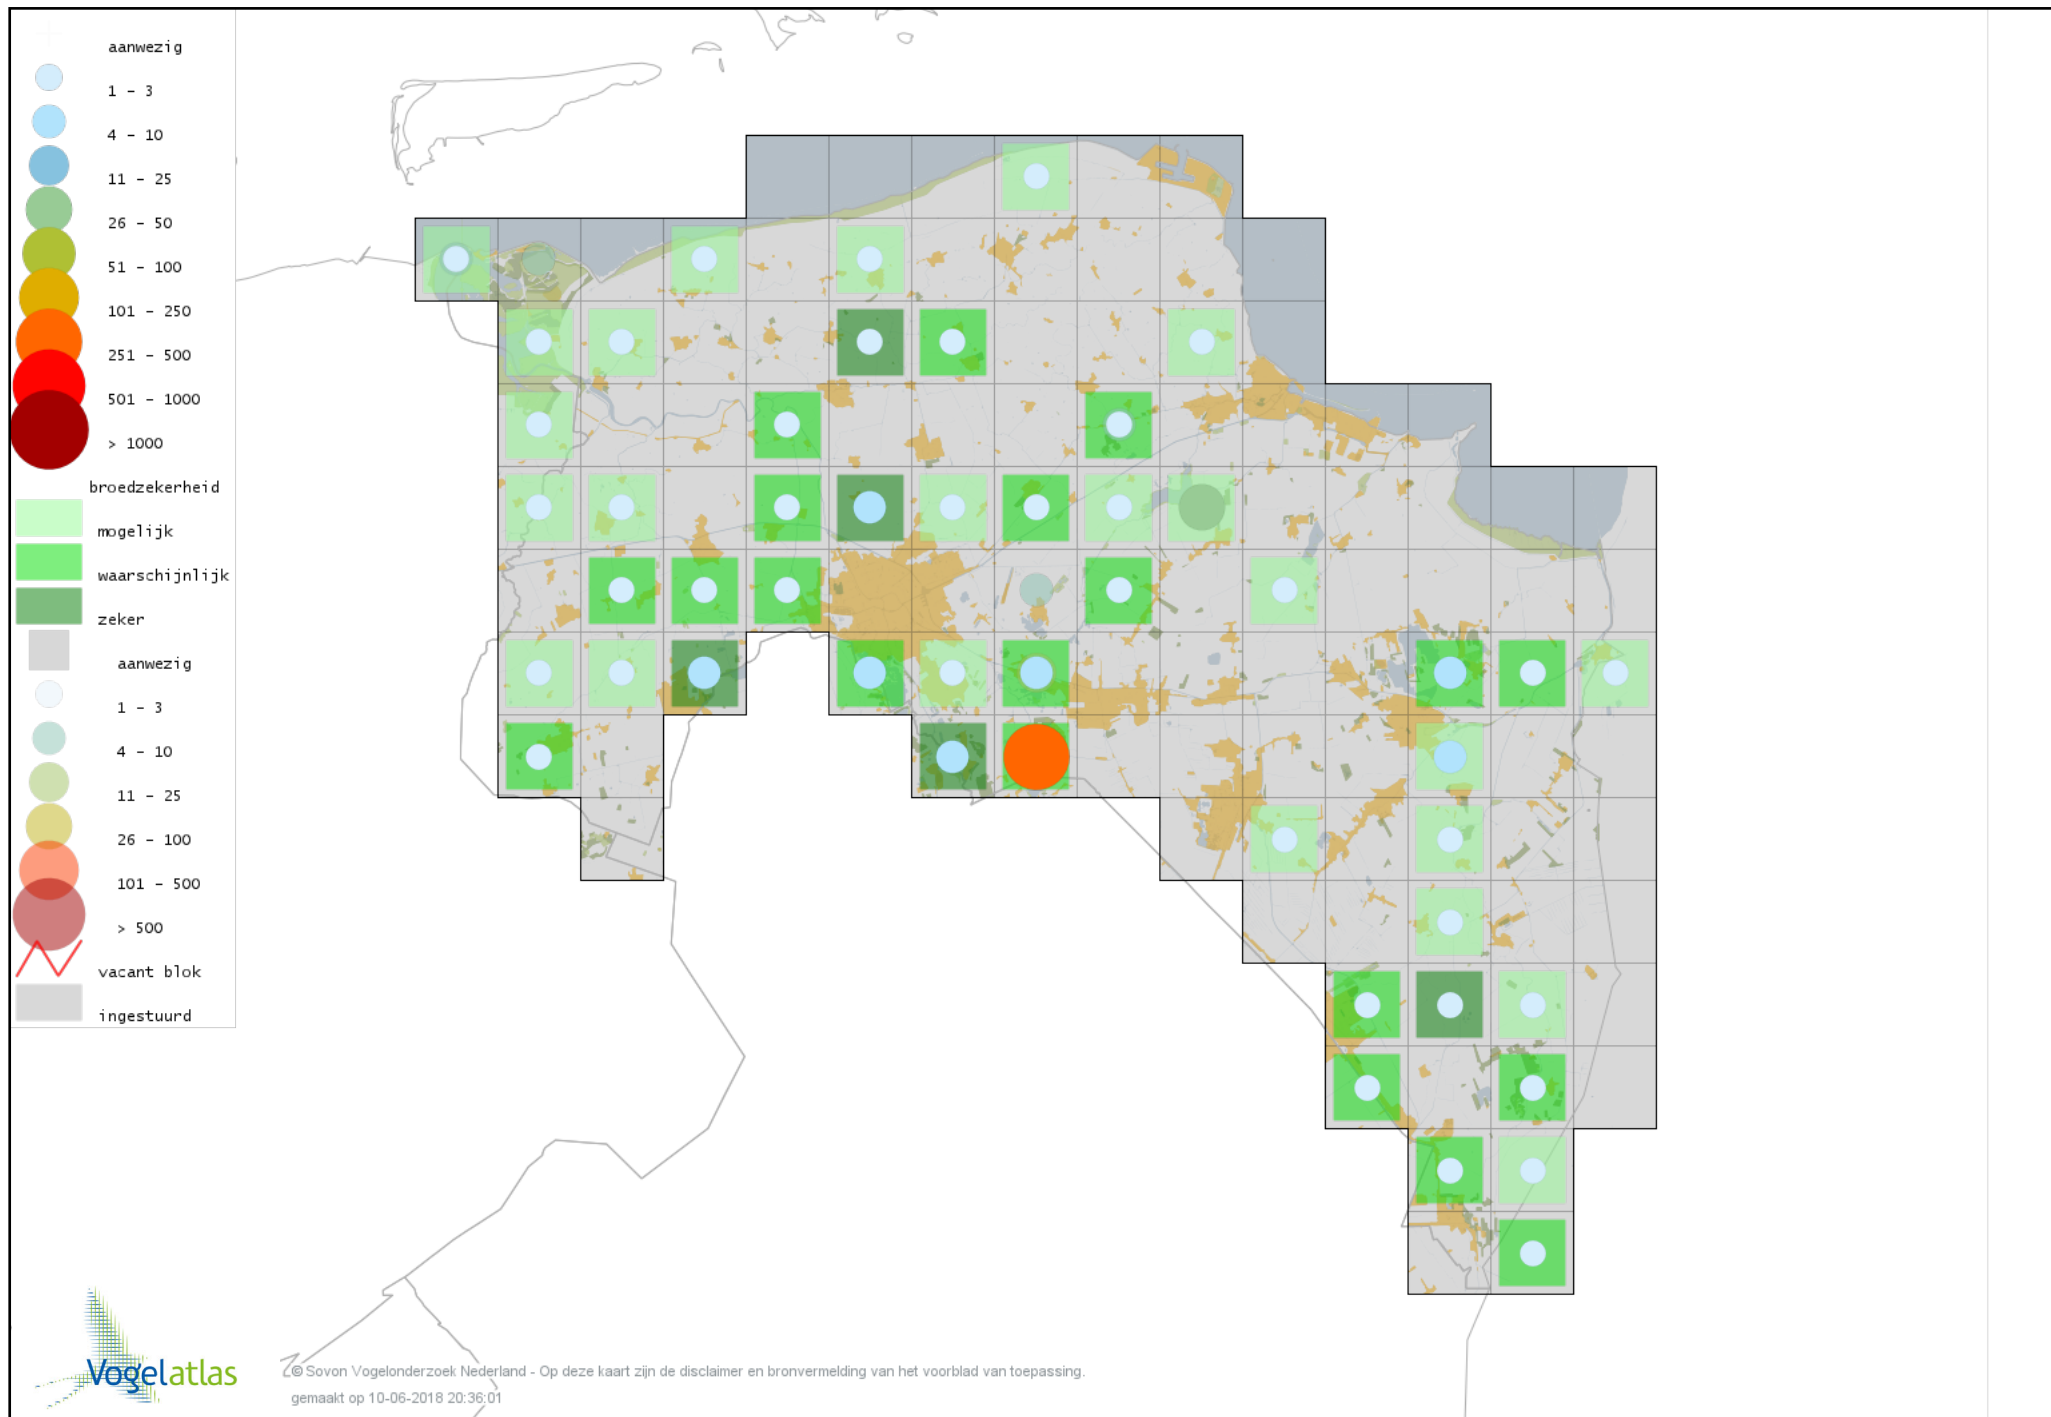 aanwezig
1 - 3
4 - 10
11 - 25
26 - 50
51 - 100
101 - 250
251 - 500
501 - 1000
> 1000
broedzekerheid
mogelijk
waarschijnlijk
zeker
aanwezig
1 - 3
4 - 10
11 - 25
26 - 100
101 - 500
> 500
vacant blok
ingestuurd
Vogelatlas
© Sovon Vogelonderzoek Nederland - Op deze kaart zijn de disclaimer en bronvermelding van het voorblad van toepassing.
gemaakt op 10-06-2018 20:36:01